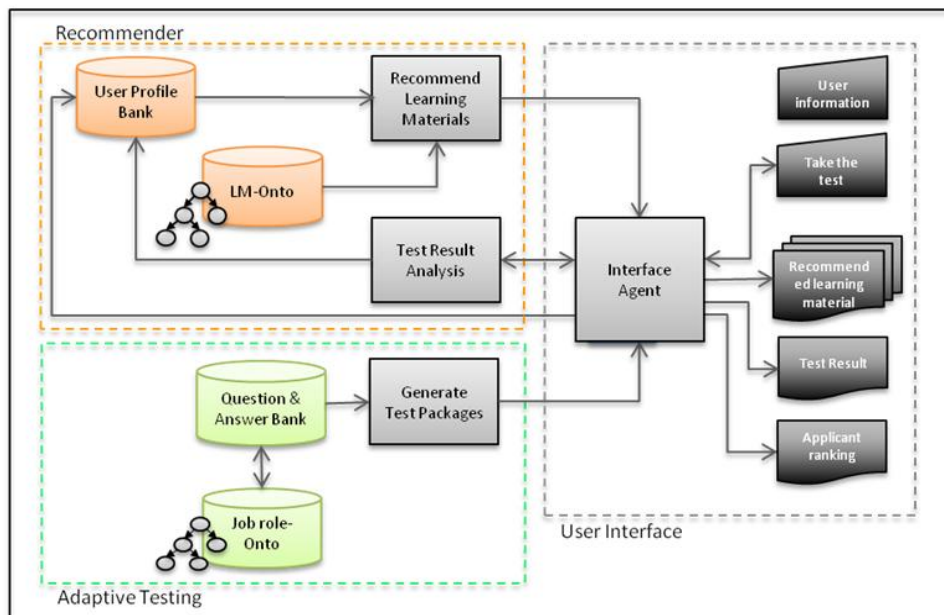 Recommender
User Profile
Bank
Recommend
Learning
Materials
LM-Onto
Test Result
Analysis
Interface
Agent
User
information
Take the
test
Recommend
ed learning
material
Test Result
Applicant
ranking
User Interface
Question &
Answer Bank
Generate
Test Packages
Job role-
Onto
Adaptive Testing